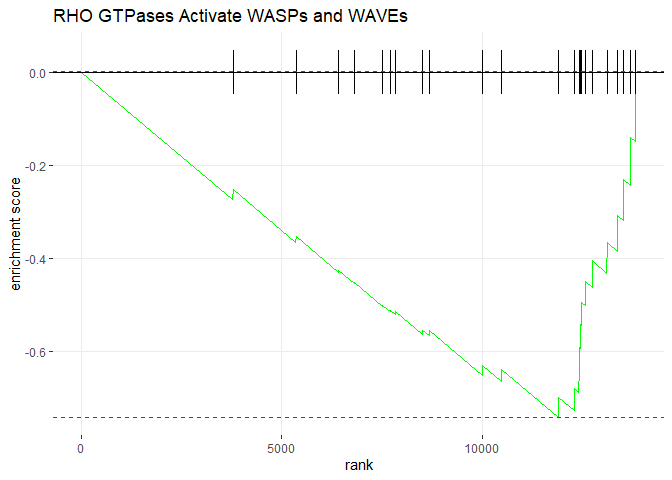 RHO GTPases Activate WASPs and WAVEs
enrichment score
0.0
-0.2
-0.4
-0.6
0
5000
10000
rank